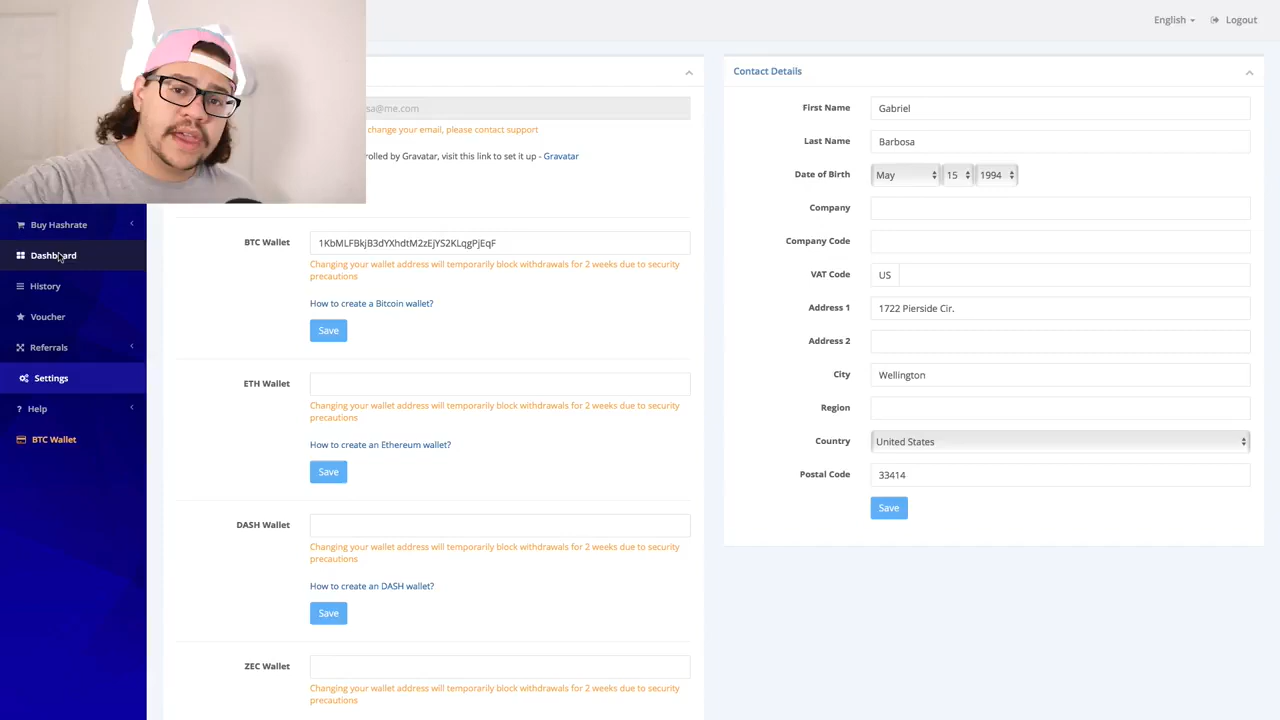 English
Logout
sa@me.com
change your email, please contact support
rolled by Gravatar, visit this link to set it up - Gravatar
Buy Hashrate
Dashboard
History
Voucher
Referrals
Settings
? Help
BTC Wallet
BTC Wallet
1KbMLFBkjB3dYXhdtM2zEJYS2KLqgPjEqF
Changing your wallet address will temporarily block withdrawals for 2 weeks due to security
precautions
How to create a Bitcoin wallet?
Save
ETH Wallet
Changing your wallet address will temporarily block withdrawals for 2 weeks due to security
precautions
How to create an Ethereum wallet?
Save
DASH Wallet
Changing your wallet address will temporarily block withdrawals for 2 weeks due to security
precautions
How to create an DASH wallet?
Save
ZEC Wallet
Changing your wallet address will temporarily block withdrawals for 2 weeks due to security
precautions
Contact Details
First Name Gabriel
Last Name Barbosa
Date of Birth May 15 1994
Company
Company Code
VAT Code US
Address 1 1722 Pierside Cir.
Address 2
City Wellington
Region
Country United States
Postal Code 33414
Save